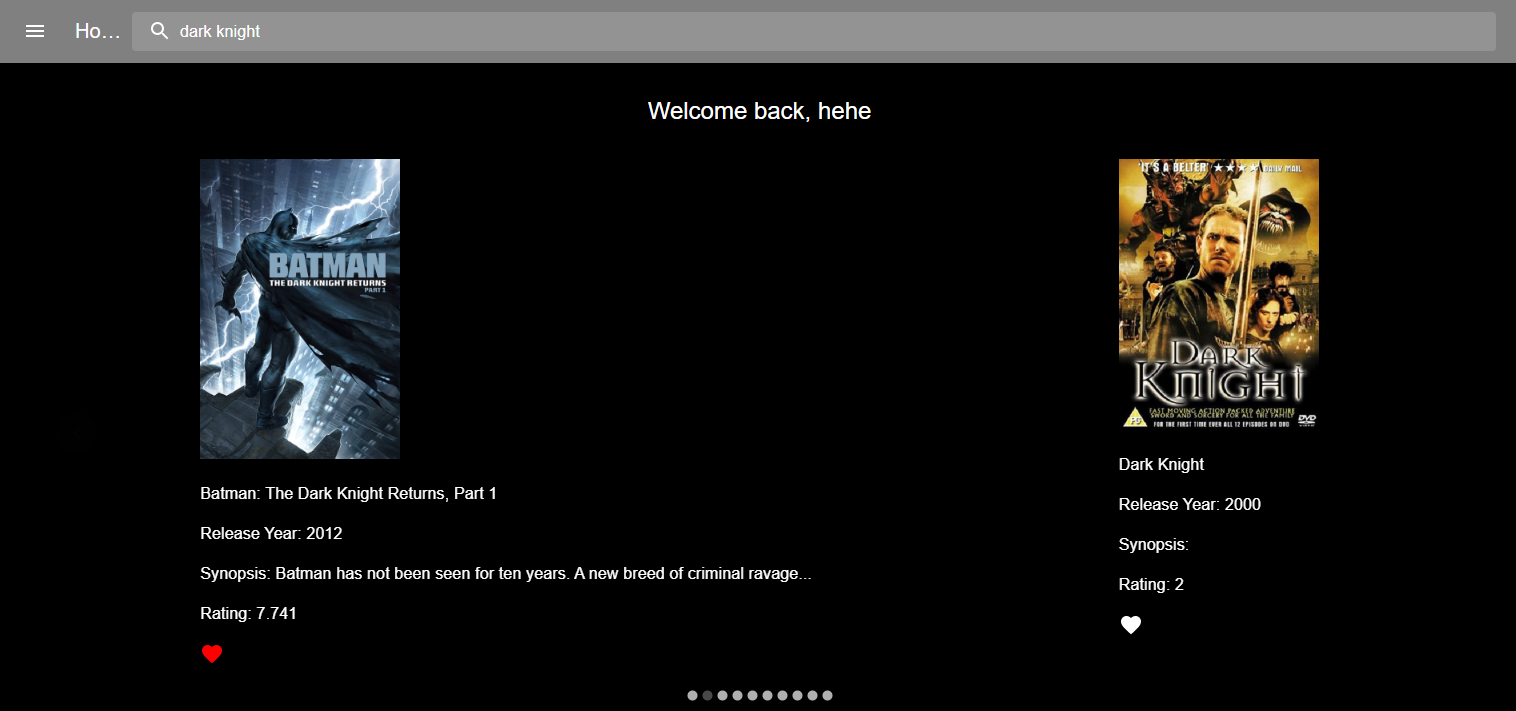 Ho...
dark knight
Welcome back, hehe
BATMAN
THE DARK KNIGHT RETURNS
PART 1
Batman: The Dark Knight Returns, Part 1
Release Year: 2012
Synopsis: Batman has not been seen for ten years. A new breed of criminal ravage...
Rating: 7.741
'IT'S A BELTER' ★★★★ DAILY MAIL
DARK
KNIGHT
FAST MOVING ACTION PACKED ADVENTURE
SWORD AND SORCERY FOR ALL THE FAMILY
FOR THE FIRST TIME EVER ALL 13 EPISODES ON DVD
PG
DVD
Dark Knight
Release Year: 2000
Synopsis:
Rating: 2